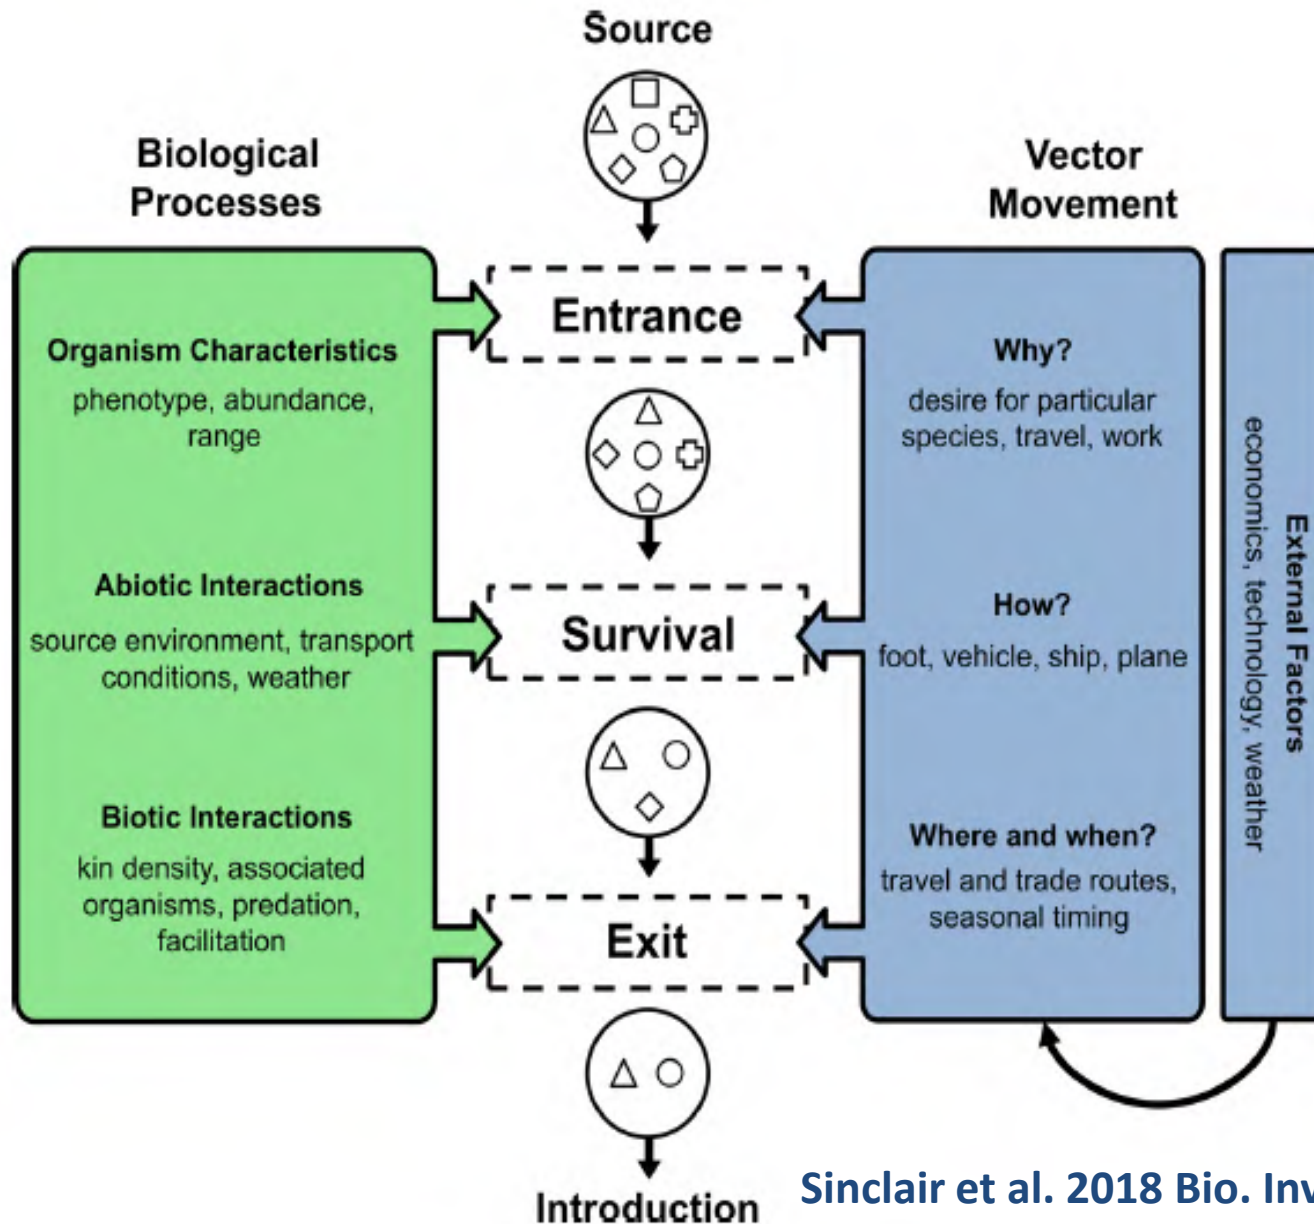 Source
Biological
Processes
Vector
Movement
Entrance
Organism Characteristics
phenotype, abundance,
range
Why?
desire for particular
species, travel, work
Abiotic Interactions
source environment, transport
conditions, weather
Survival
How?
foot, vehicle, ship, plane
External Factors
economics, technology, weather
Biotic Interactions
kin density, associated
organisms, predation,
facilitation
Where and when?
travel and trade routes,
seasonal timing
Exit
Introduction
Sinclair et al. 2018 Bio. Inv